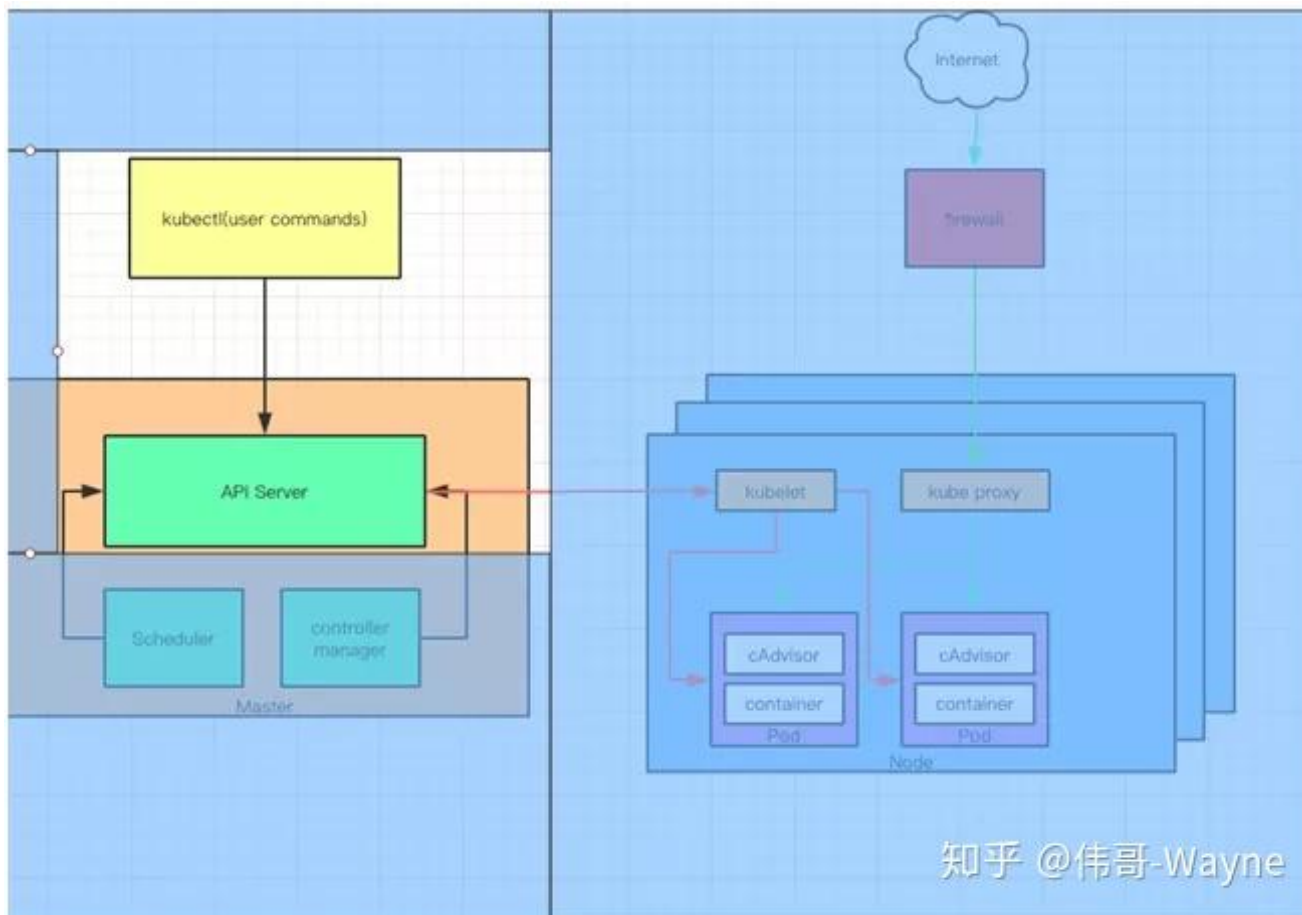 Internet
kubectl(user commands)
firewall
API Server
kubelet
kube proxy
Scheduler
controller
manager
Master
cAdvisor
container
Pod
cAdvisor
container
Pod
Node
知乎 @伟哥-Wayne